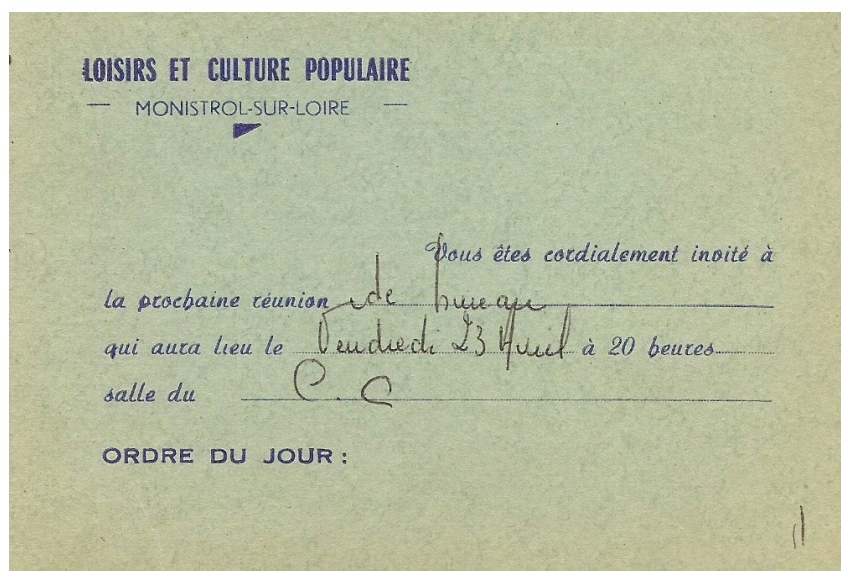 LOISIRS ET CULTURE POPULAIRE
— MONISTROL-SUR-LOIRE —
Vous êtes cordialement invité à
la prochaine réunion de bureau
qui aura lieu le Vendredi 23 Avril à 20 heures
salle du C. C
ORDRE DU JOUR :